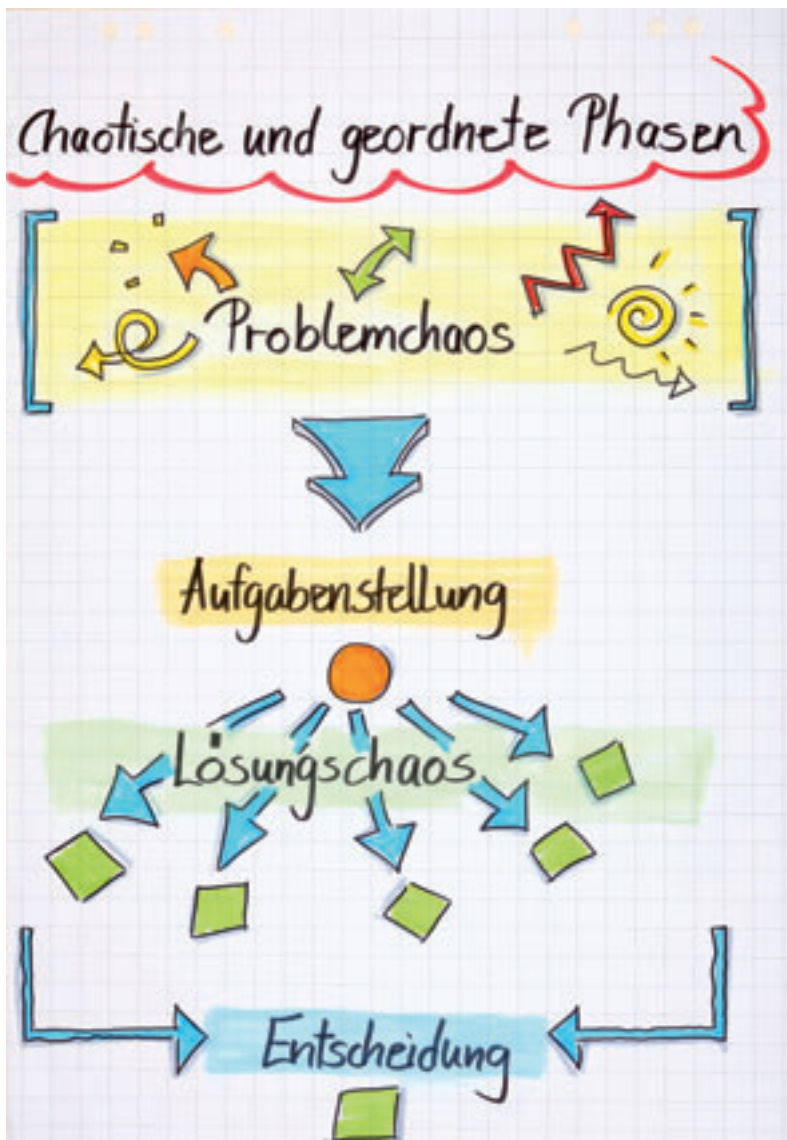 Chaotische und geordnete Phasen
Problemchaos
Aufgabenstellung
Lösungschaos
Entscheidung